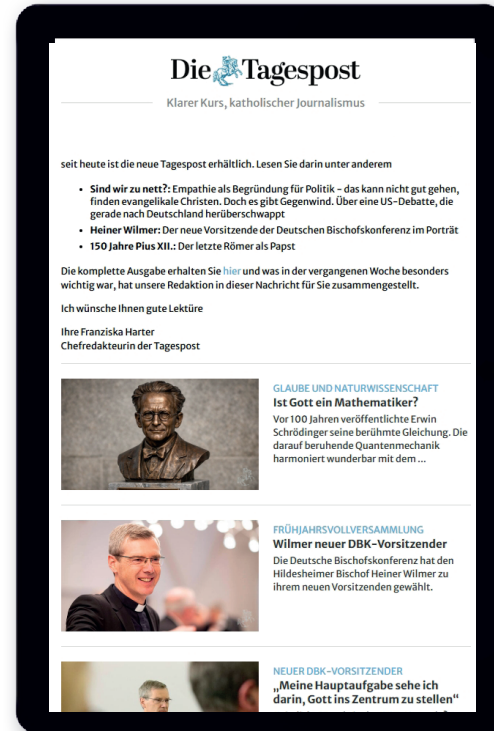 Die Tagespost
Klarer Kurs, katholischer Journalismus
seit heute ist die neue Tagespost erhältlich. Lesen Sie darin unter anderem
• Sind wir zu nett?: Empathie als Begründung für Politik – das kann nicht gut gehen,
finden evangelikale Christen. Doch es gibt Gegenwind. Über eine US-Debatte, die
gerade nach Deutschland herüberschwappt
• Heiner Wilmer: Der neue Vorsitzende der Deutschen Bischofskonferenz im Porträt
• 150 Jahre Pius XII.: Der letzte Römer als Papst
Die komplette Ausgabe erhalten Sie hier und was in der vergangenen Woche besonders
wichtig war, hat unsere Redaktion in dieser Nachricht für Sie zusammengestellt.
Ich wünsche Ihnen gute Lektüre
Ihre Franziska Harter
Chefredakteurin der Tagespost
GLAUBE UND NATURWISSENSCHAFT
Ist Gott ein Mathematiker?
Vor 100 Jahren veröffentlichte Erwin
Schrödinger seine berühmte Gleichung. Die
darauf beruhende Quantenmechanik
harmoniert wunderbar mit dem ...
FRÜHJAHRSVOLLVERSAMMLUNG
Wilmer neuer DBK-Vorsitzender
Die Deutsche Bischofskonferenz hat den
Hildesheimer Bischof Heiner Wilmer zu
ihrem neuen Vorsitzenden gewählt.
NEUER DBK-VORSITZENDER
„Meine Hauptaufgabe sehe ich
darin, Gott ins Zentrum zu stellen“